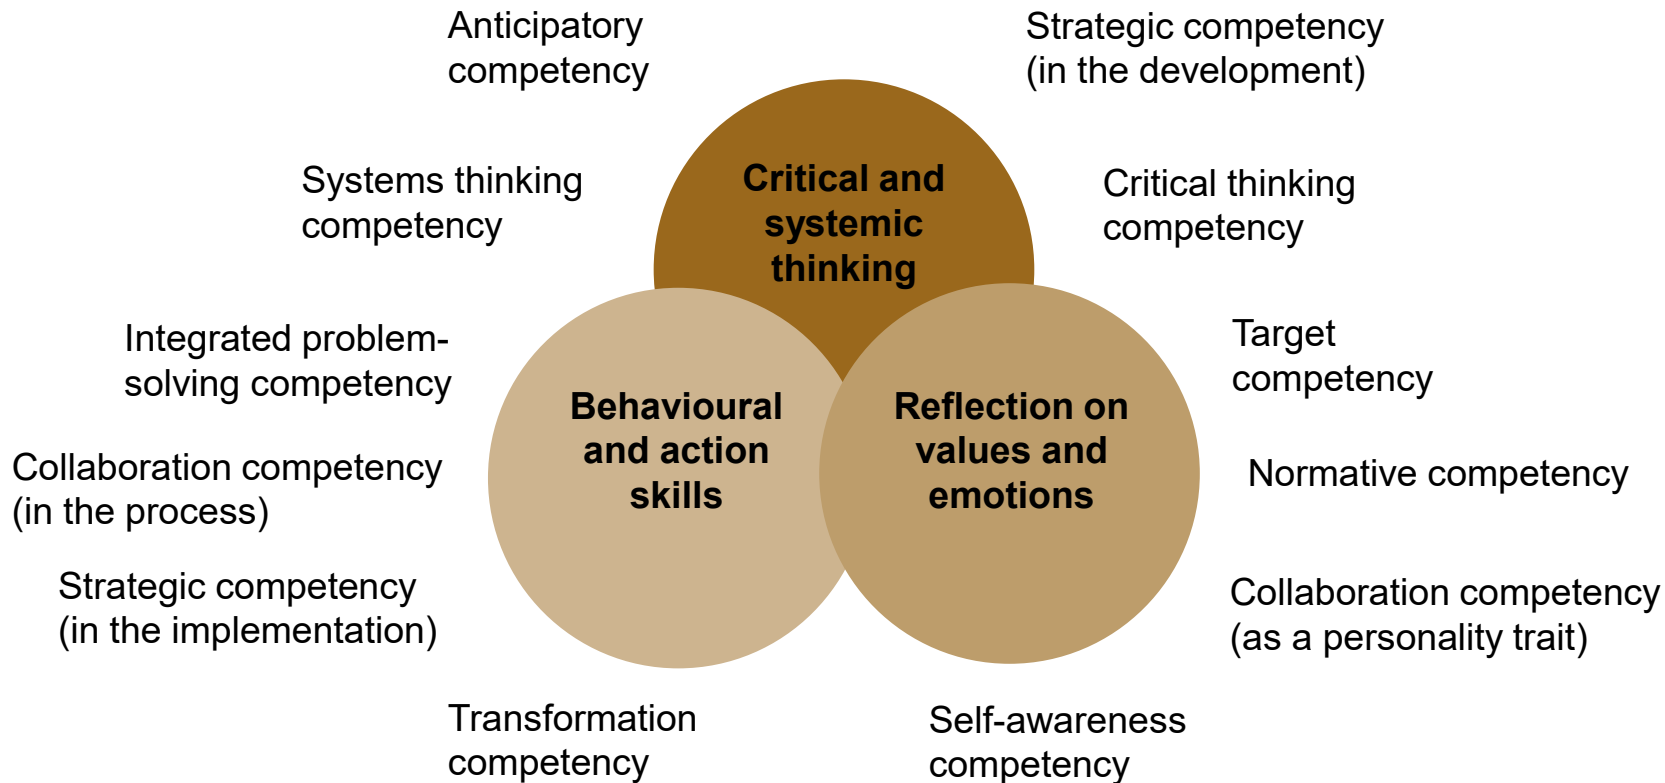 Anticipatory
competency
Strategic competency
(in the development)
Systems thinking
competency
Critical and
systemic
thinking
Critical thinking
competency
Integrated problem-
solving competency
Target
competency
Behavioural
and action
skills
Reflection on
values and
emotions
Collaboration competency
(in the process)
Normative competency
Strategic competency
(in the implementation)
Collaboration competency
(as a personality trait)
Transformation
competency
Self-awareness
competency